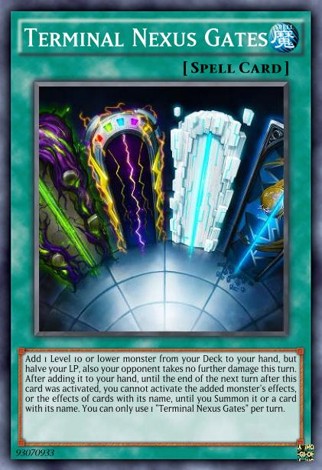 TERMINAL NEXUS GATES 魔
[ SPELL CARD ]
Add 1 Level 10 or lower monster from your Deck to your hand, but
halve your LP, also your opponent takes no further damage this turn.
After adding it to your hand, until the end of the next turn after this
card was activated, you cannot activate the added monster's effects,
or the effects of cards with its name, until you Summon it or a card
with its name. You can only use 1 "Terminal Nexus Gates" per turn.
93070933